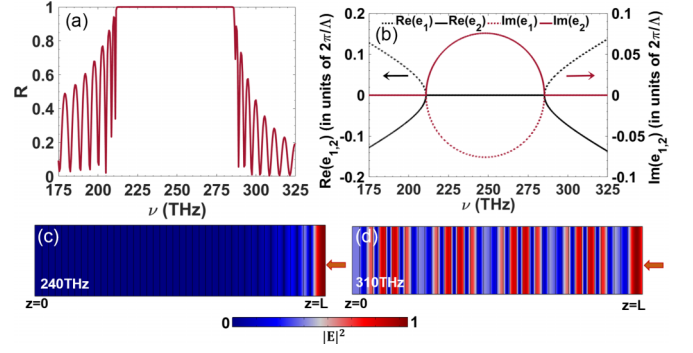 (a)
R
1
0.8
0.6
0.4
0.2
0
175 200 225 250 275 300 325
ν (THz)
(b)
Re(e1) Re(e2) Im(e1) Im(e2)
Re(e1,2) (in units of 2π/Λ)
0.2
0.1
0
-0.1
-0.2
0.1
0.05
0
-0.05
-0.1
Im(e1,2) (in units of 2π/Λ)
175 200 225 250 275 300 325
ν (THz)
(c)
240THz
z=0 z=L
(d)
310THz
z=0 z=L
0 1
|E|²